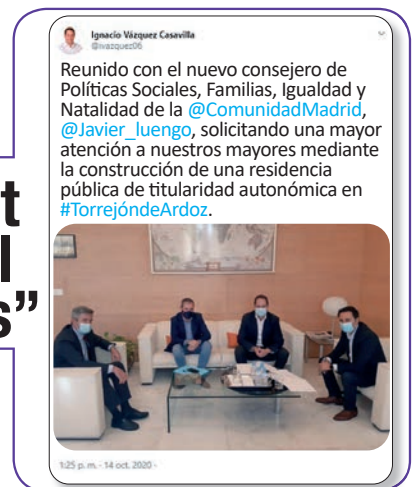 Ignacio Vázquez Casavilla
@ivazquez06
Reunido con el nuevo consejero de
Políticas Sociales, Familias, Igualdad y
Natalidad de la @ComunidadMadrid,
@Javier_luengo, solicitando una mayor
atención a nuestros mayores mediante
la construcción de una residencia
pública de titularidad autonómica en
#TorrejóndeArdoz.
t
l
s”
1:25 p. m. - 14 oct. 2020 -